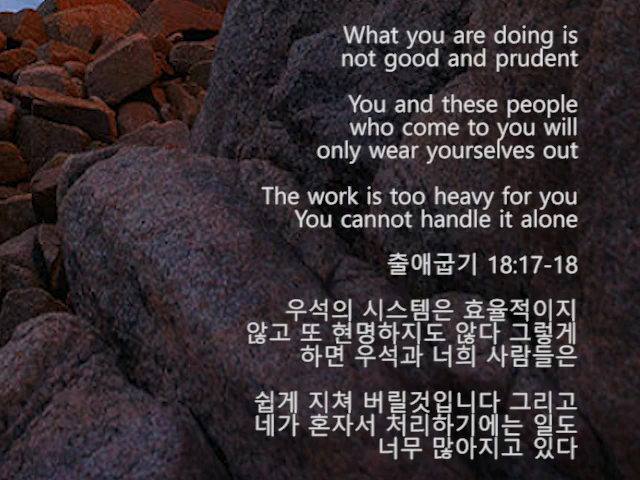 What you are doing is
not good and prudent
You and these people
who come to you will
only wear yourselves out
The work is too heavy for you
You cannot handle it alone
출애굽기 18:17-18
우석의 시스템은 효율적이지
않고 또 현명하지도 않다 그렇게
하면 우석과 너희 사람들은
쉽게 지쳐 버릴것입니다 그리고
네가 혼자서 처리하기에는 일도
너무 많아지고 있다